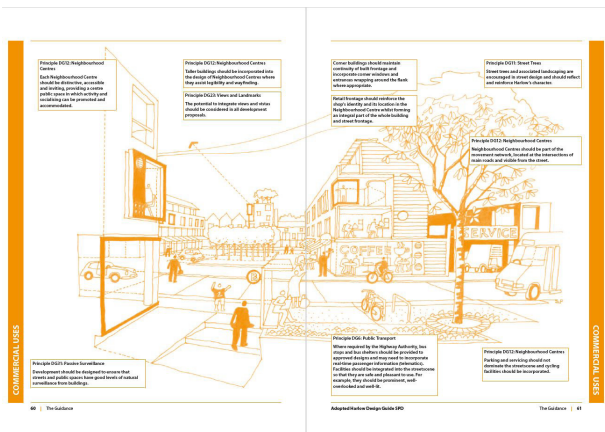 Principle DG12: Neighbourhood
Centres
Each Neighbourhood Centre
should be distinctive, accessible
and inviting, providing a centre
public space in which activity and
socialising can be promoted and
accommodated.
Principle DG12: Neighbourhood Centres
Taller buildings should be incorporated into
the design of Neighbourhood Centres where
they assist legibility and wayfinding.
Principle DG23: Views and Landmarks
The potential to integrate views and vistas
should be considered in all development
proposals.
Principle DG31: Passive Surveillance
Development should be designed to ensure that
streets and public spaces have good levels of natural
surveillance from buildings.
COMMERCIAL USES
60 | The Guidance
Corner buildings should maintain
continuity of built frontage and
incorporate corner windows and
entrances wrapping around the flank
where appropriate.
Retail frontage should reinforce the
shop's identity and its location in the
Neighbourhood Centre whilst forming
an integral part of the whole building
and street frontage.
Principle DG11: Street Trees
Street trees and associated landscaping are
encouraged in street design and should reflect
and reinforce Harlow's character.
Principle DG12: Neighbourhood Centres
Neighbourhood Centres should be part of the
movement network, located at the intersections of
main roads and visible from the street.
COFFEE
SERVICE
Principle DG6: Public Transport
Where required by the Highway Authority, bus
stops and bus shelters should be provided to
approved designs and may need to incorporate
real-time passenger information (telematics).
Facilities should be integrated into the streetscene
so that they are safe and pleasant to use. For
example, they should be prominent, well-
overlooked and well-lit.
Principle DG12: Neighbourhood Centres
Parking and servicing should not
dominate the streetscene and cycling
facilities should be incorporated.
COMMERCIAL USES
Adopted Harlow Design Guide SPD
The Guidance | 61